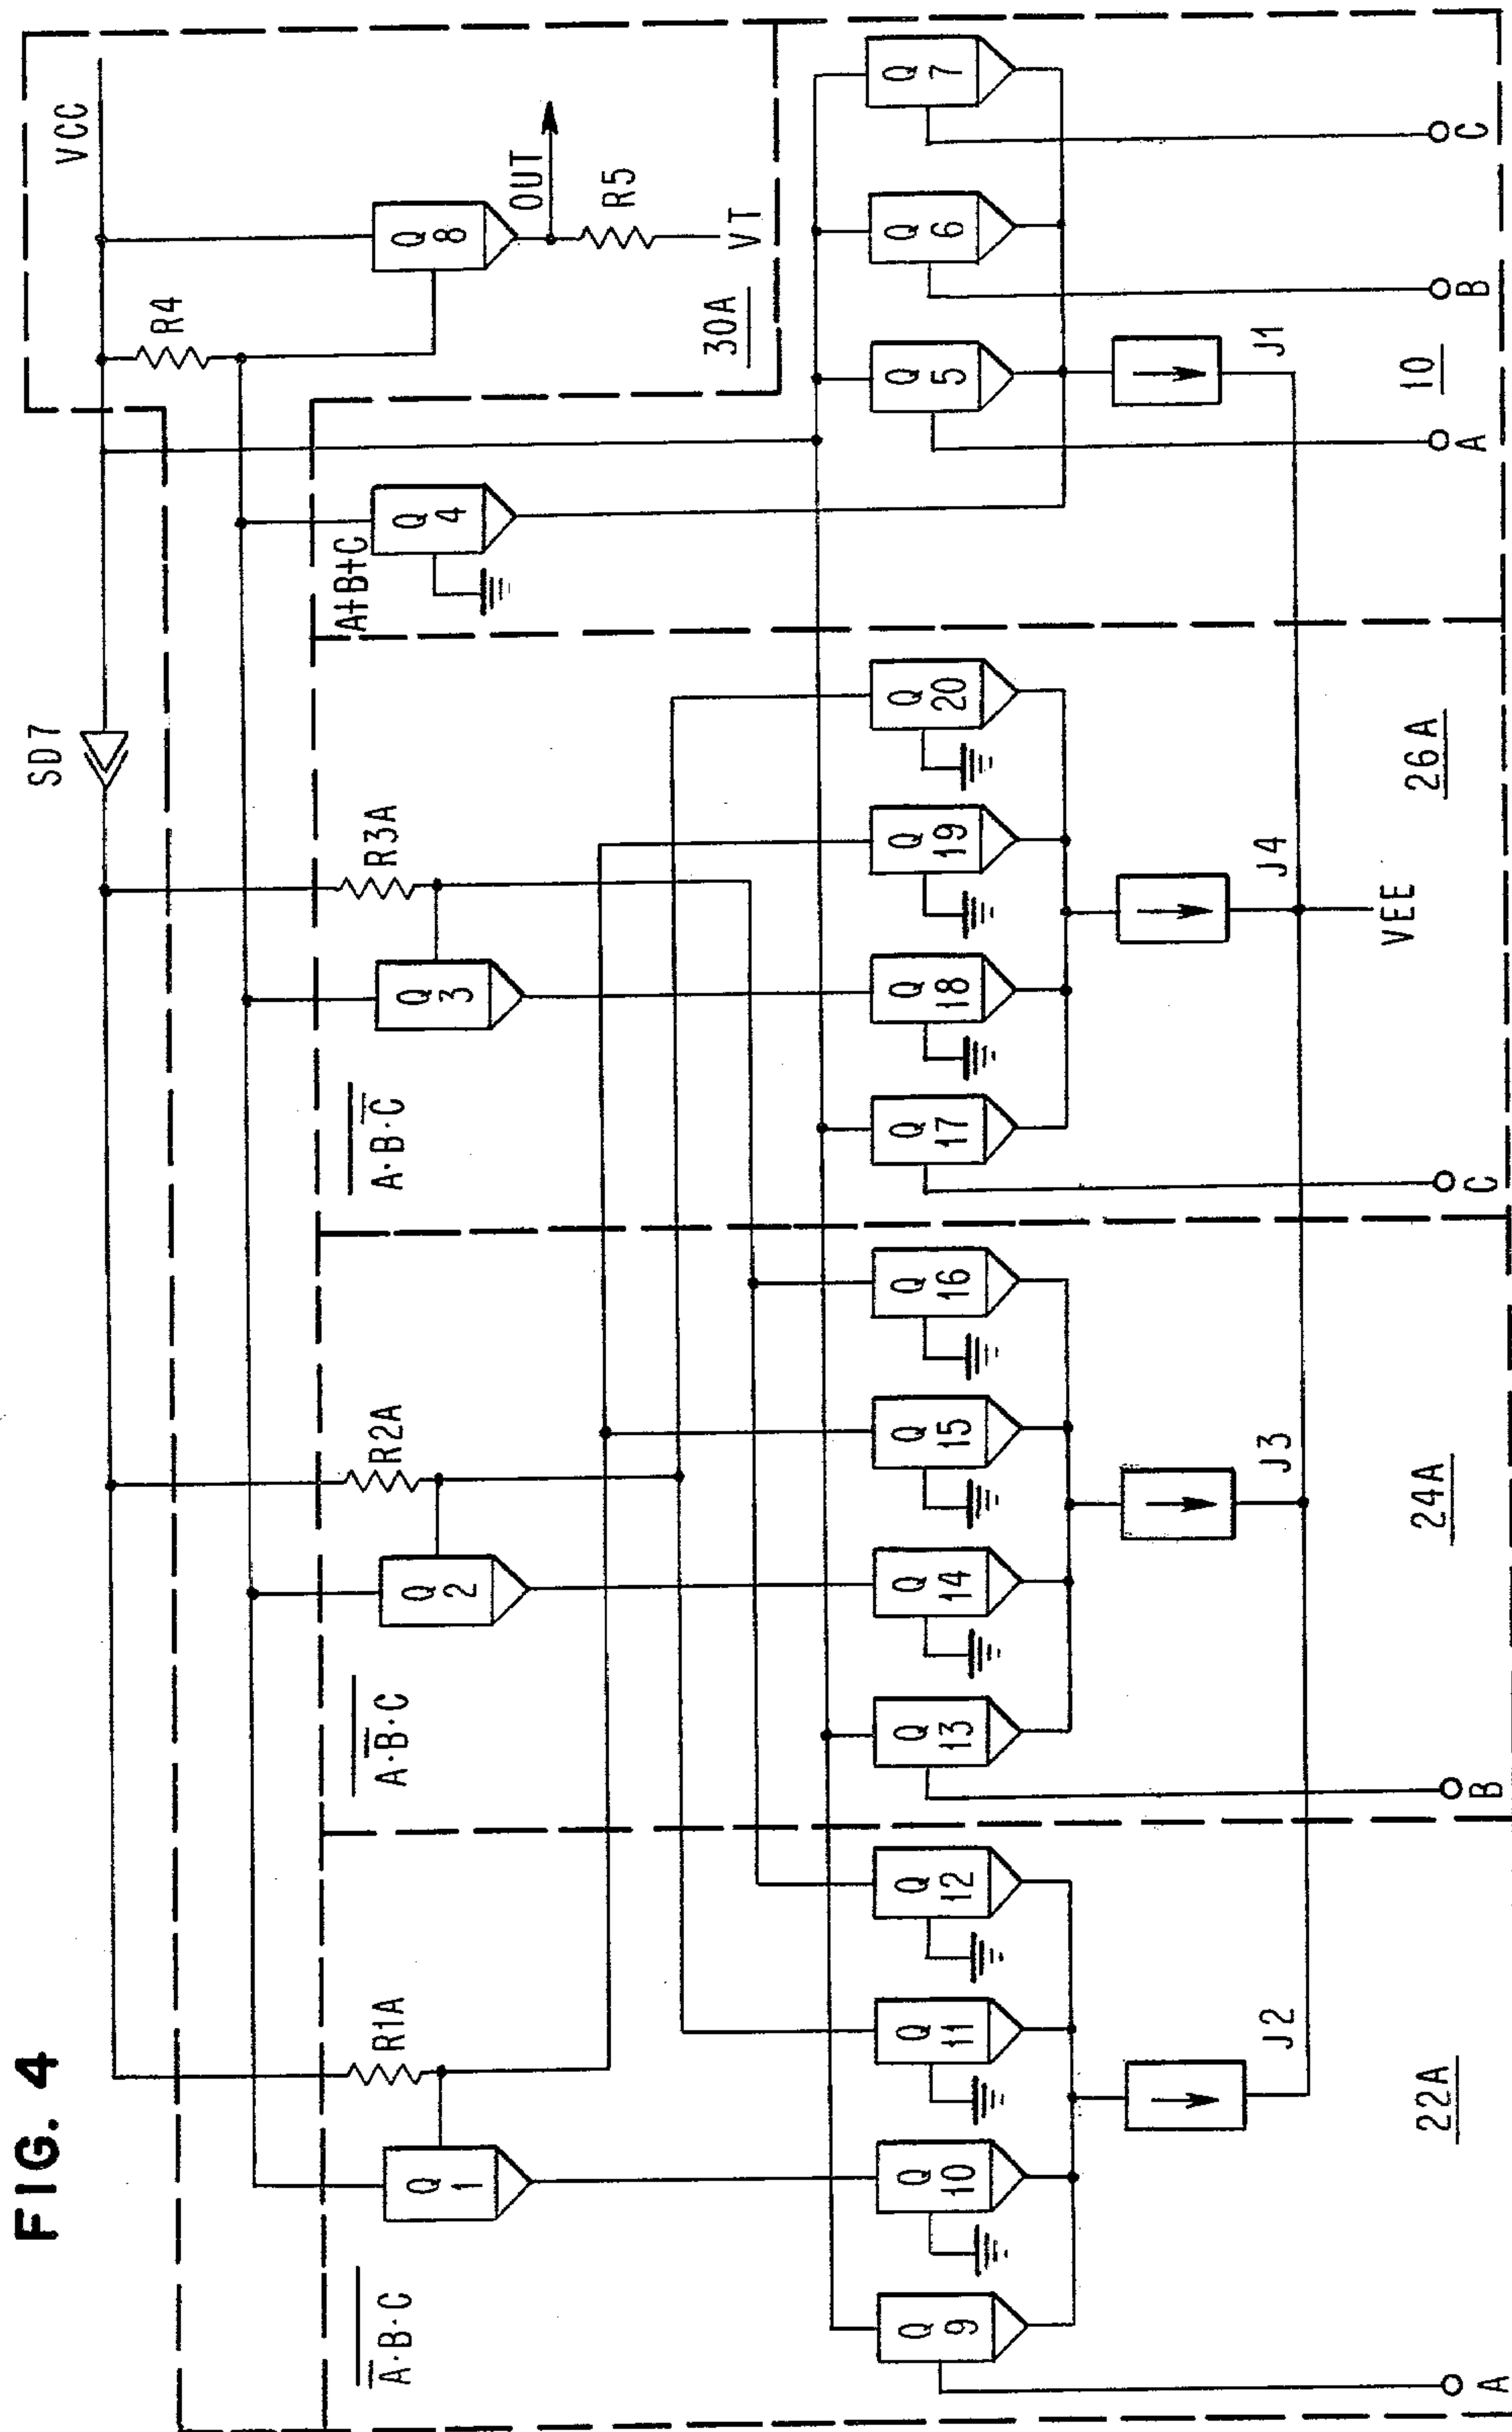 FIG. 4
VCC
SD7
R4
OUT
R5
VT
30A
Q 8
A+B+C
Q 4
R1A
R2A
R3A
Q 1
Q 2
Q 3
A̅·B·C
A·B̅·C
A·B·C̅
Q 9
Q 10
Q 11
Q 12
Q 13
Q 14
Q 15
Q 16
Q 17
Q 18
Q 19
Q 20
Q 5
Q 6
Q 7
J2
J3
J4
J1
VEE
22A
24A
26A
10
A
B
C
A
B
C